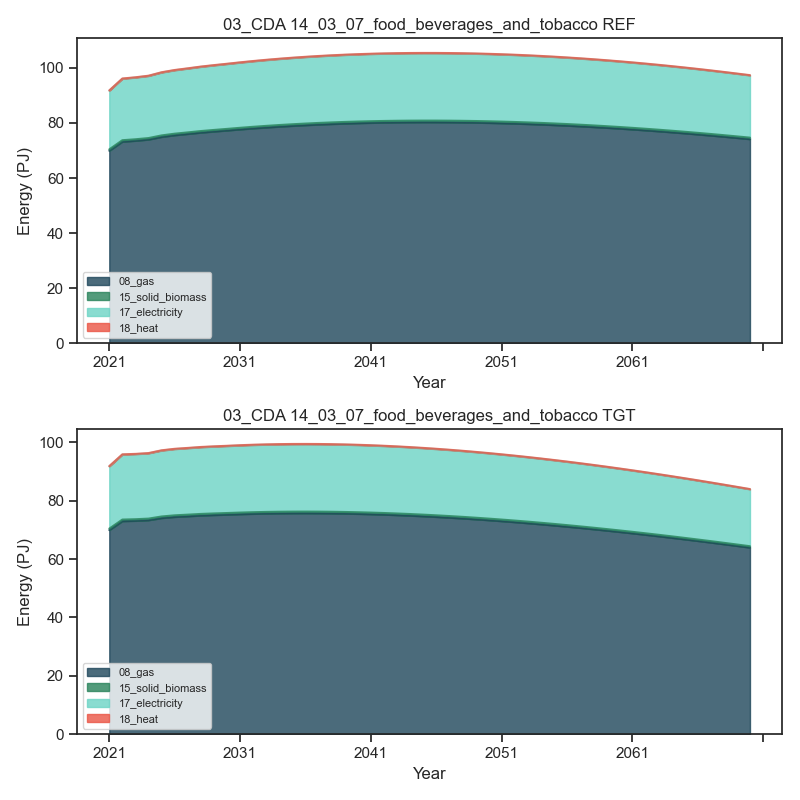 03_CDA 14_03_07_food_beverages_and_tobacco REF
100
80
60
40
20
0
Energy (PJ)
08_gas
15_solid_biomass
17_electricity
18_heat
2021 2031 2041 2051 2061
Year
03_CDA 14_03_07_food_beverages_and_tobacco TGT
100
80
60
40
20
0
Energy (PJ)
08_gas
15_solid_biomass
17_electricity
18_heat
2021 2031 2041 2051 2061
Year